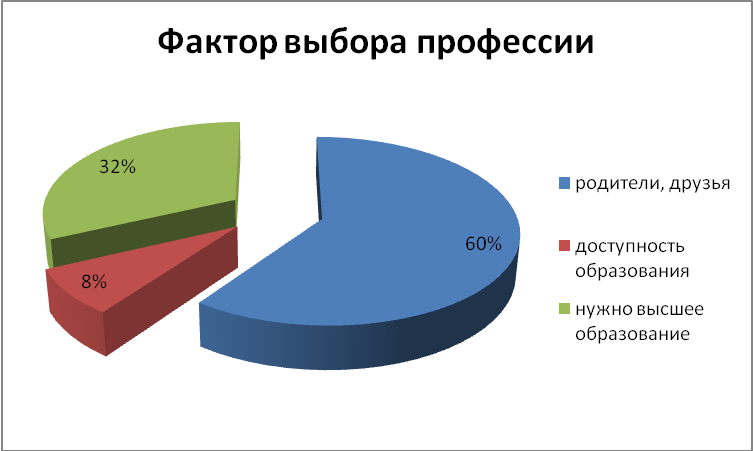 Фактор выбора профессии
32%
60%
8%
родители, друзья
доступность
образования
нужно высшее
образование